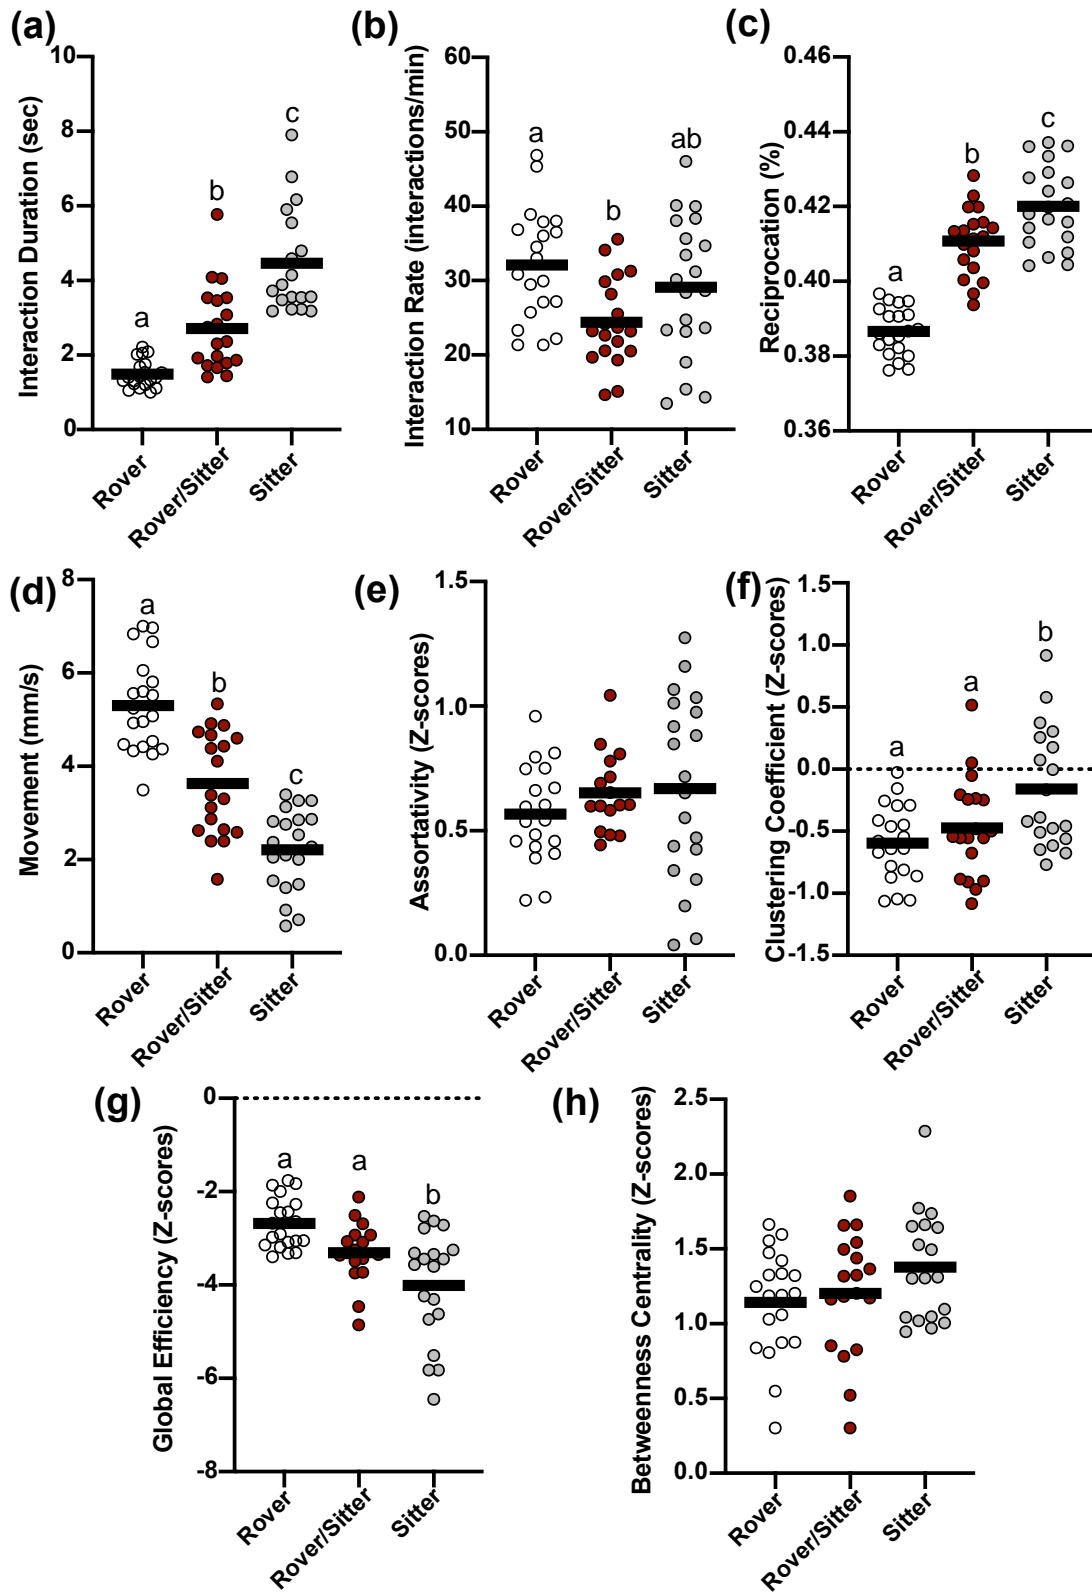 (a)
Interaction Duration (sec)
10
8
6
4
2
0
a
b
c
Rover
Rover/Sitter
Sitter
(b)
Interaction Rate (interactions/min)
60
50
40
30
20
10
a
b
ab
Rover
Rover/Sitter
Sitter
(c)
Reciprocation (%)
0.46
0.44
0.42
0.40
0.38
0.36
a
b
c
Rover
Rover/Sitter
Sitter
(d)
Movement (mm/s)
8
6
4
2
0
a
b
c
Rover
Rover/Sitter
Sitter
(e)
Assortativity (Z-scores)
1.5
1.0
0.5
0.0
Rover
Rover/Sitter
Sitter
(f)
Clustering Coefficient (Z-scores)
1.5
1.0
0.5
0.0
-0.5
-1.0
-1.5
a
a
b
Rover
Rover/Sitter
Sitter
(g)
Global Efficiency (Z-scores)
0
-2
-4
-6
-8
a
a
b
Rover
Rover/Sitter
Sitter
(h)
Betweenness Centrality (Z-scores)
2.5
2.0
1.5
1.0
0.5
0.0
Rover
Rover/Sitter
Sitter